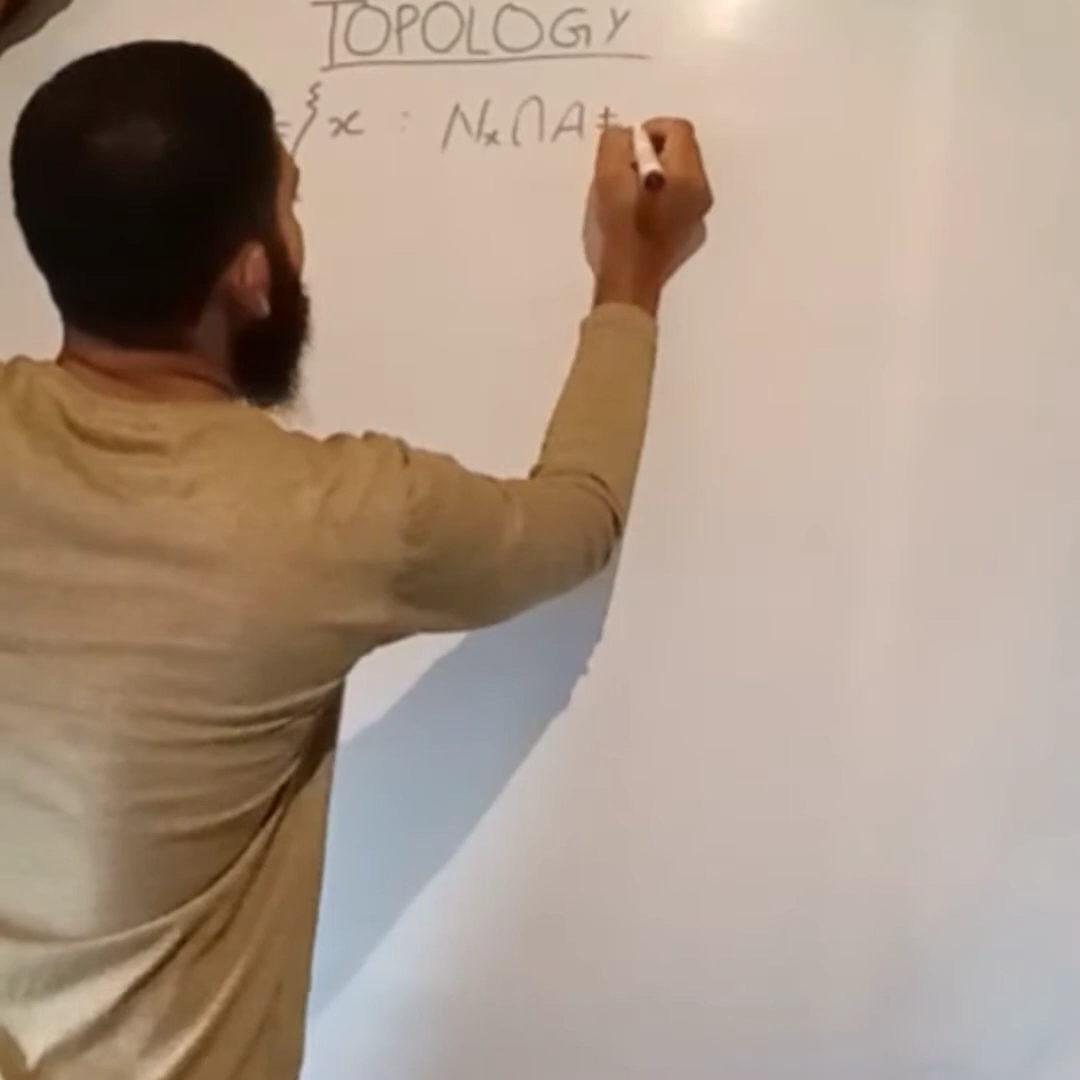 TOPOLOGY
= { x : Nx ∩ A ≠